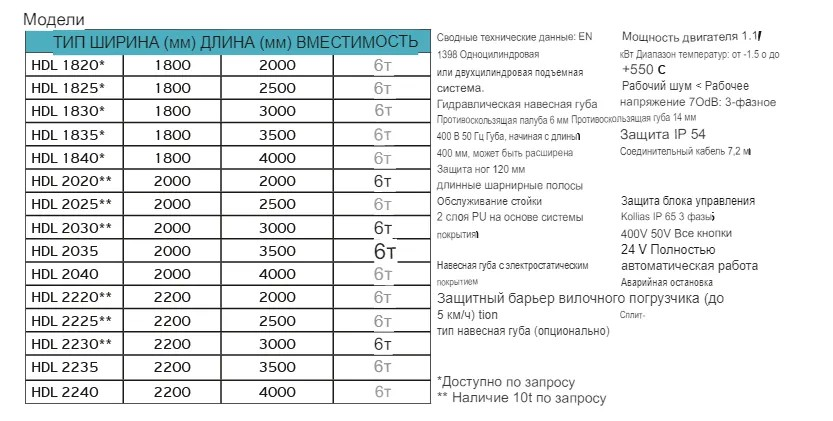 Модели
ТИП ШИРИНА (мм) ДЛИНА (мм) ВМЕСТИМОСТЬ
HDL 1820* 1800 2000 6т
HDL 1825* 1800 2500 6т
HDL 1830* 1800 3000 6т
HDL 1835* 1800 3500 6т
HDL 1840* 1800 4000 6т
HDL 2020** 2000 2000 6т
HDL 2025** 2000 2500 6т
HDL 2030** 2000 3000 6т
HDL 2035 2000 3500 6т
HDL 2040 2000 4000 6т
HDL 2220** 2200 2000 6т
HDL 2225** 2200 2500 6т
HDL 2230** 2200 3000 6т
HDL 2235 2200 3500 6т
HDL 2240 2200 4000 6т
Сводные технические данные: EN
1398 Одноцилиндровая
или двухцилиндровая подъемная
система.
Гидравлическая навесная губа
Противоскользящая палуба 6 мм Противоскользящая губа 14 мм
400 В 50 Гц Губа, начиная с длины
400 мм, может быть расширена
Защита ног 120 мм
длинные шарнирные полосы
Обслуживание стойки
2 слоя PU на основе системы
покрытия
Навесная губа с электростатическим
покрытием
Защитный барьер вилочного погрузчика (до
5 км/ч) tion
тип навесная губа (опционально)
Мощность двигателя 1.1
кВт Диапазон температур: от -1.5 о до
+550 С
Рабочий шум < Рабочее
напряжение 7OdB: 3-фазное
Защита IP 54
Соединительный кабель 7,2 м
Защита блока управления
Kollias IP 65 3 фазы
400V 50V Все кнопки
24 V Полностью
автоматическая работа
Аварийная остановка
Сплит-
*Доступно по запросу
** Наличие 10t по запросу